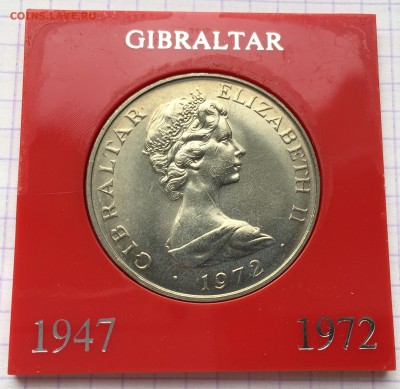 COINS.LAVE.RU
GIBRALTAR
GIBRALTAR ELIZABETH II
· 1972 ·
1947 1972